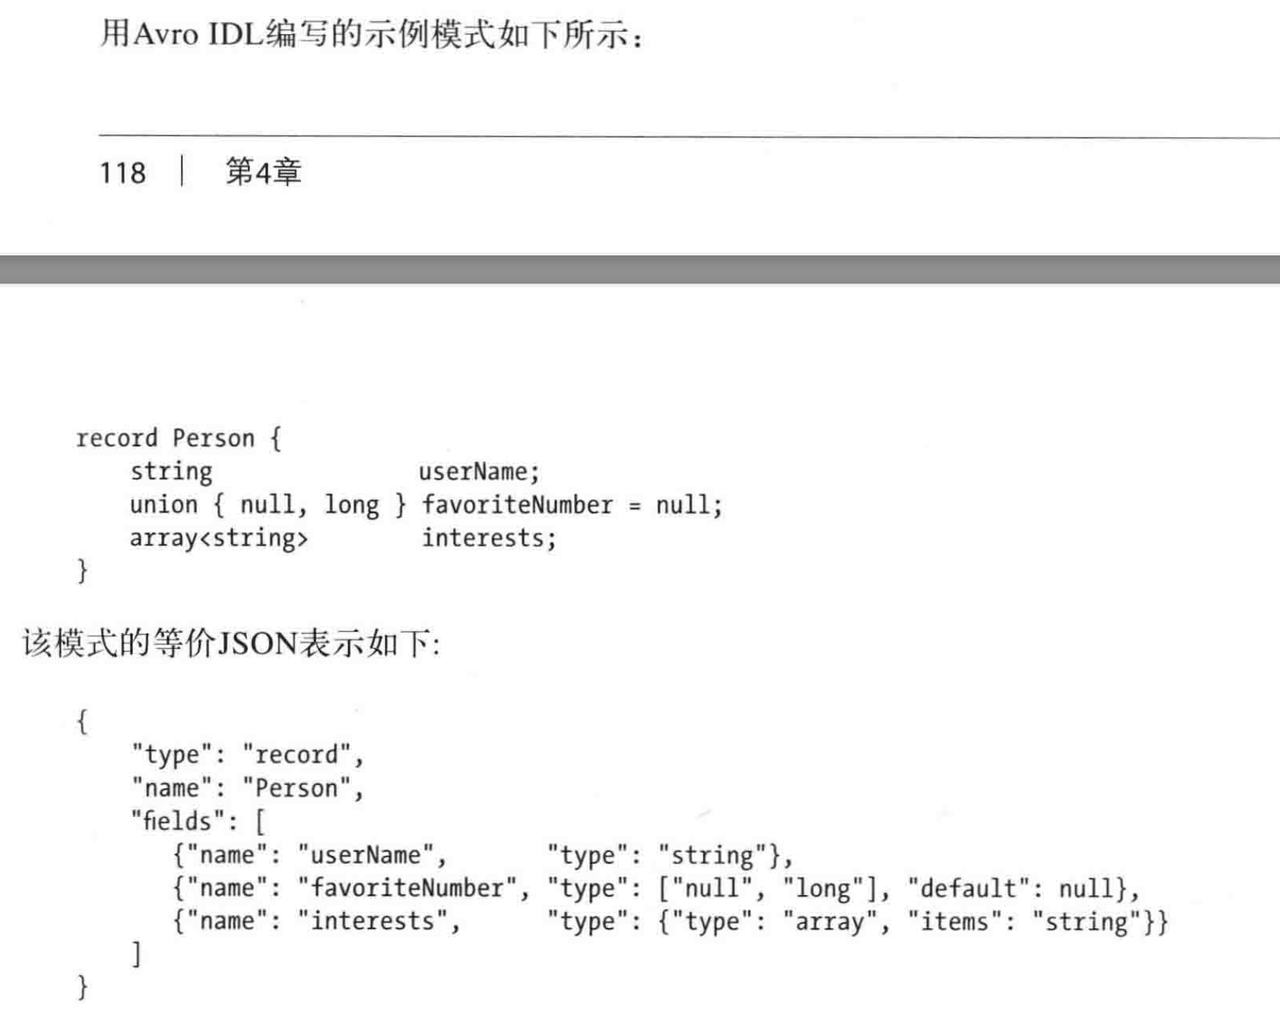 用Avro IDL编写的示例模式如下所示：
118 | 第4章
record Person {
    string               userName;
    union { null, long } favoriteNumber = null;
    array<string>        interests;
}
该模式的等价JSON表示如下:
{
    "type": "record",
    "name": "Person",
    "fields": [
       {"name": "userName",       "type": "string"},
       {"name": "favoriteNumber", "type": ["null", "long"], "default": null},
       {"name": "interests",      "type": {"type": "array", "items": "string"}}
    ]
}